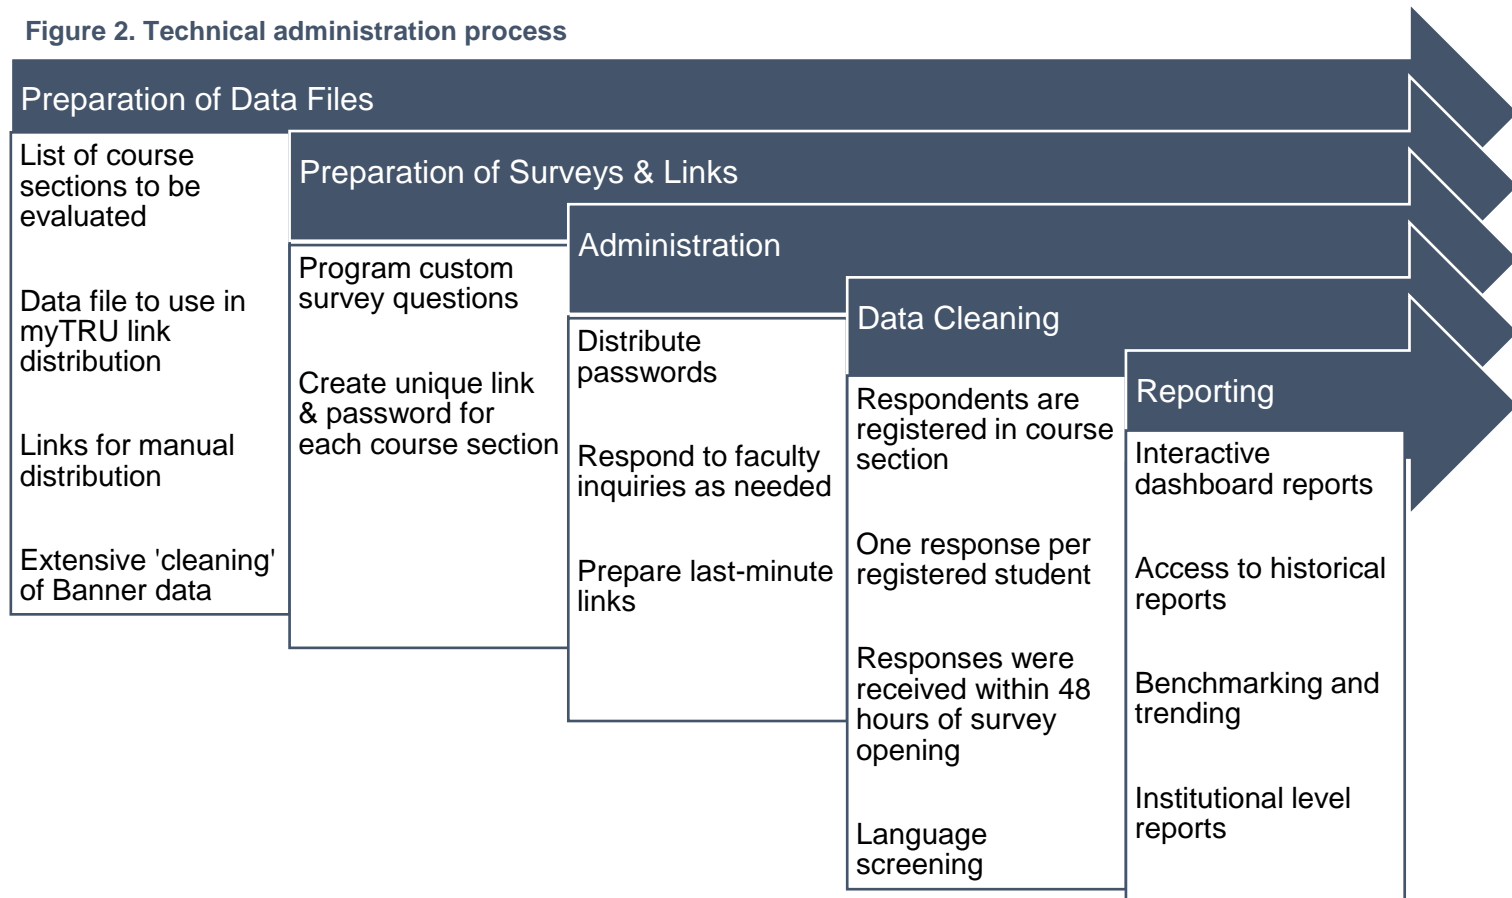 Figure 2. Technical administration process
Preparation of Data Files
List of course
sections to be
evaluated
Data file to use in
myTRU link
distribution
Links for manual
distribution
Extensive 'cleaning'
of Banner data
Preparation of Surveys & Links
Program custom
survey questions
Create unique link
& password for
each course section
Administration
Distribute
passwords
Respond to faculty
inquiries as needed
Prepare last-minute
links
Data Cleaning
Respondents are
registered in course
section
One response per
registered student
Responses were
received within 48
hours of survey
opening
Language
screening
Reporting
Interactive
dashboard reports
Access to historical
reports
Benchmarking and
trending
Institutional level
reports